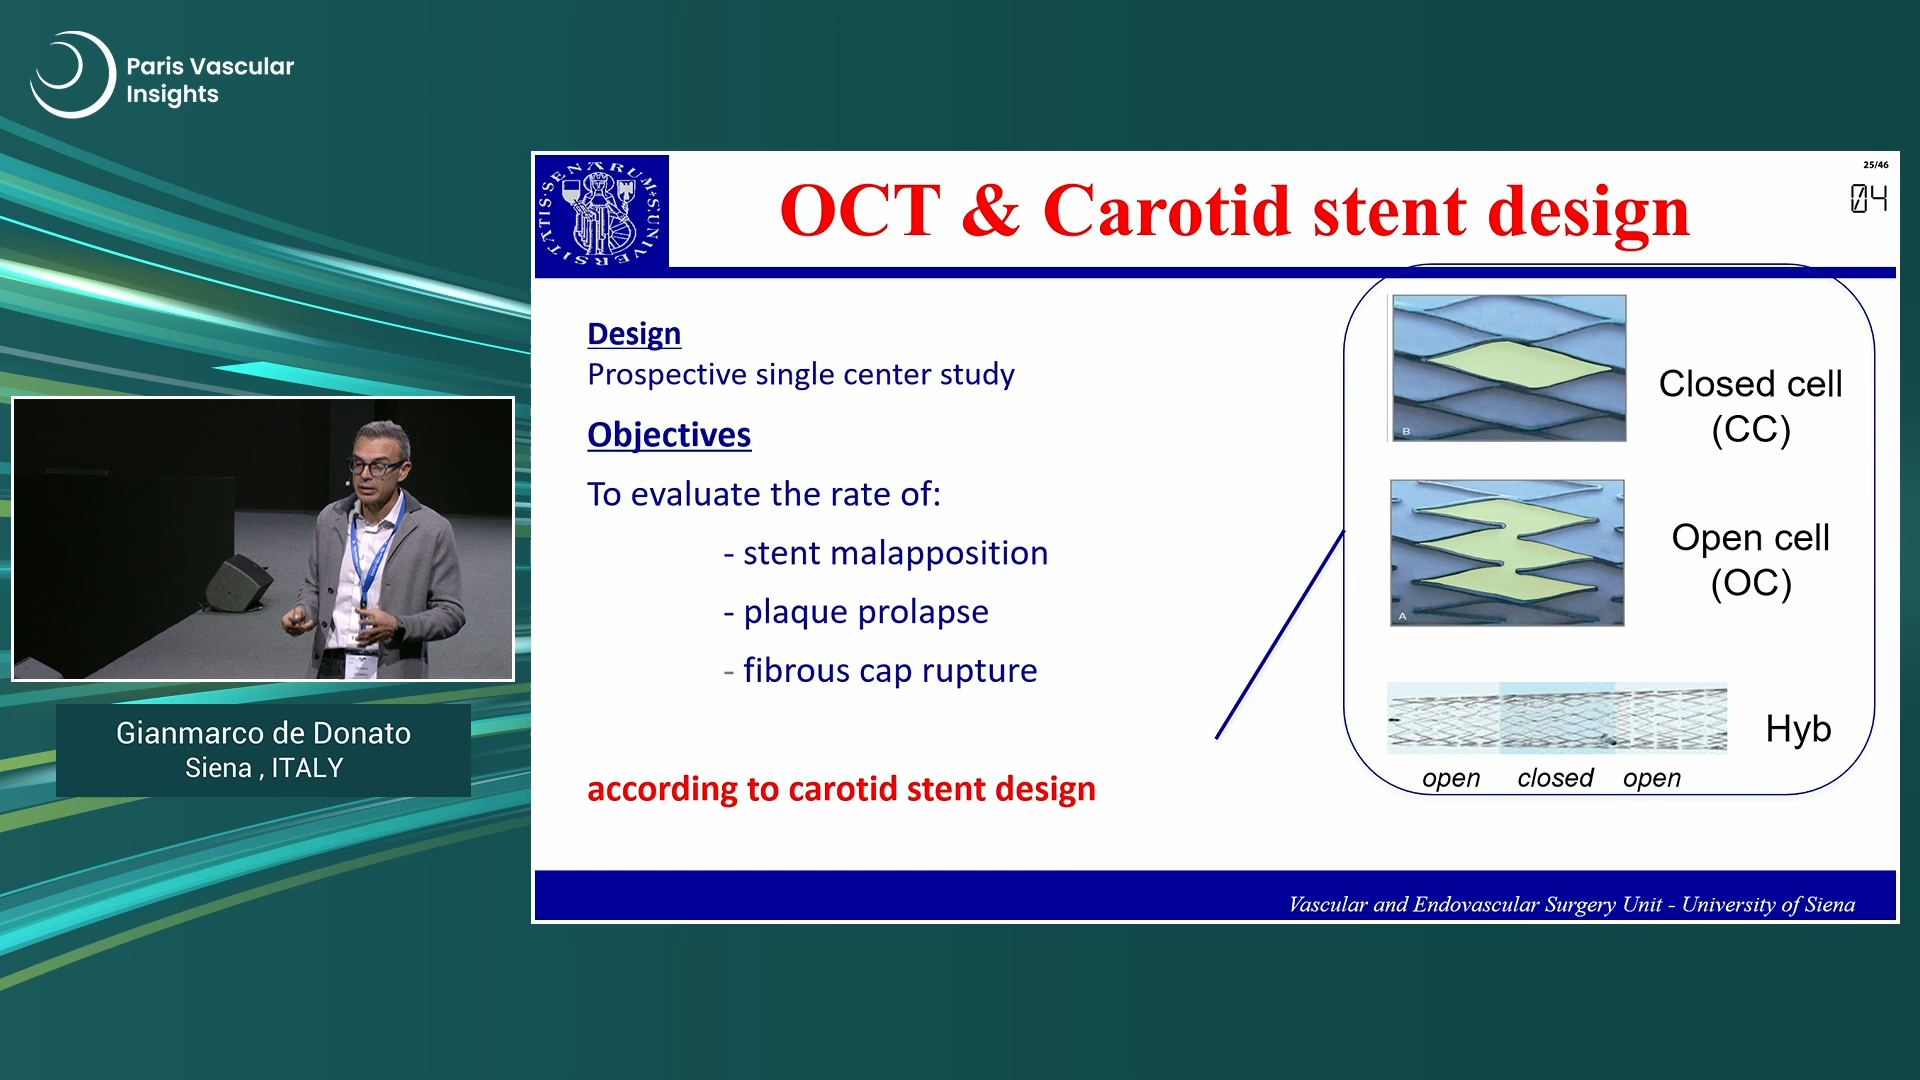 Paris Vascular
Insights
SENARUM·S·UNIVERSITATIS
OCT & Carotid stent design
25/46
04
Design
Prospective single center study
Objectives
To evaluate the rate of:
- stent malapposition
- plaque prolapse
- fibrous cap rupture
according to carotid stent design
B
Closed cell
(CC)
A
Open cell
(OC)
Hyb
open closed open
Vascular and Endovascular Surgery Unit - University of Siena
Gianmarco de Donato
Siena , ITALY